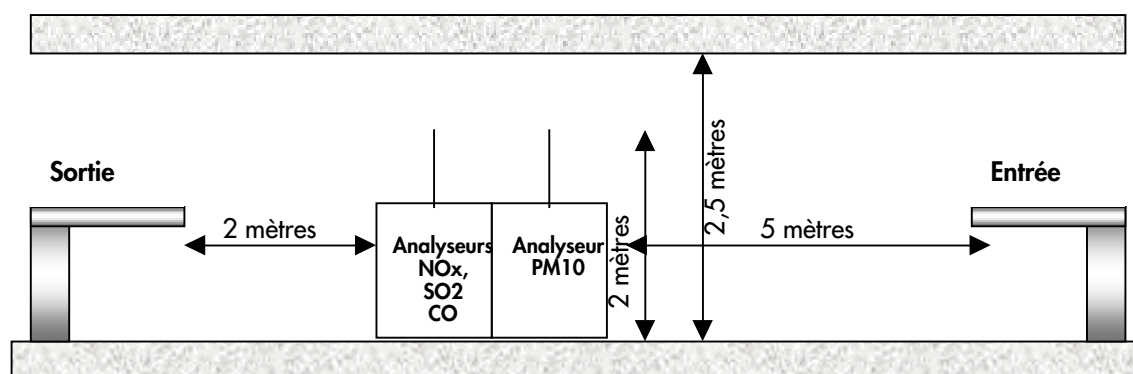 Sortie
Entrée
2 mètres
Analyseurs
NOx,
SO2
CO
Analyseur
PM10
2 mètres
2,5 mètres
5 mètres